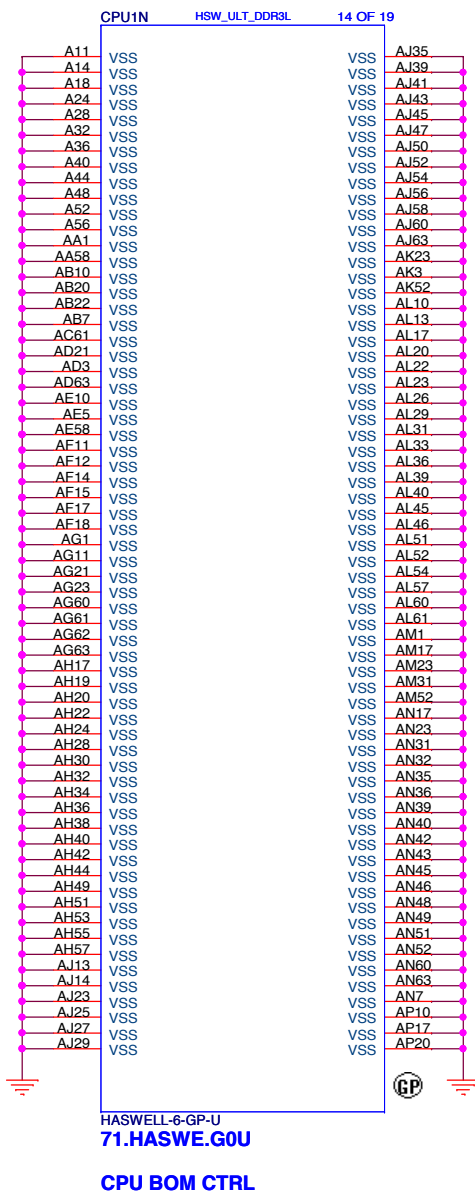 CPU1N HSW_ULT_DDR3L 14 OF 19
A11 VSS VSS AJ35
A14 VSS VSS AJ39
A18 VSS VSS AJ41
A24 VSS VSS AJ43
A28 VSS VSS AJ45
A32 VSS VSS AJ47
A36 VSS VSS AJ50
A40 VSS VSS AJ52
A44 VSS VSS AJ54
A48 VSS VSS AJ56
A52 VSS VSS AJ58
A56 VSS VSS AJ60
AA1 VSS VSS AJ63
AA58 VSS VSS AK23
AB10 VSS VSS AK3
AB20 VSS VSS AK52
AB22 VSS VSS AL10
AB7 VSS VSS AL13
AC61 VSS VSS AL17
AD21 VSS VSS AL20
AD3 VSS VSS AL22
AD63 VSS VSS AL23
AE10 VSS VSS AL26
AE5 VSS VSS AL29
AE58 VSS VSS AL31
AF11 VSS VSS AL33
AF12 VSS VSS AL36
AF14 VSS VSS AL39
AF15 VSS VSS AL40
AF17 VSS VSS AL45
AF18 VSS VSS AL46
AG1 VSS VSS AL51
AG11 VSS VSS AL52
AG21 VSS VSS AL54
AG23 VSS VSS AL57
AG60 VSS VSS AL60
AG61 VSS VSS AL61
AG62 VSS VSS AM1
AG63 VSS VSS AM17
AH17 VSS VSS AM23
AH19 VSS VSS AM31
AH20 VSS VSS AM52
AH22 VSS VSS AN17
AH24 VSS VSS AN23
AH28 VSS VSS AN31
AH30 VSS VSS AN32
AH32 VSS VSS AN35
AH34 VSS VSS AN36
AH36 VSS VSS AN39
AH38 VSS VSS AN40
AH40 VSS VSS AN42
AH42 VSS VSS AN43
AH44 VSS VSS AN45
AH49 VSS VSS AN46
AH51 VSS VSS AN48
AH53 VSS VSS AN49
AH55 VSS VSS AN51
AH57 VSS VSS AN52
AJ13 VSS VSS AN60
AJ14 VSS VSS AN63
AJ23 VSS VSS AN7
AJ25 VSS VSS AP10
AJ27 VSS VSS AP17
AJ29 VSS VSS AP20
GP
HASWELL-6-GP-U
71.HASWE.G0U
CPU BOM CTRL